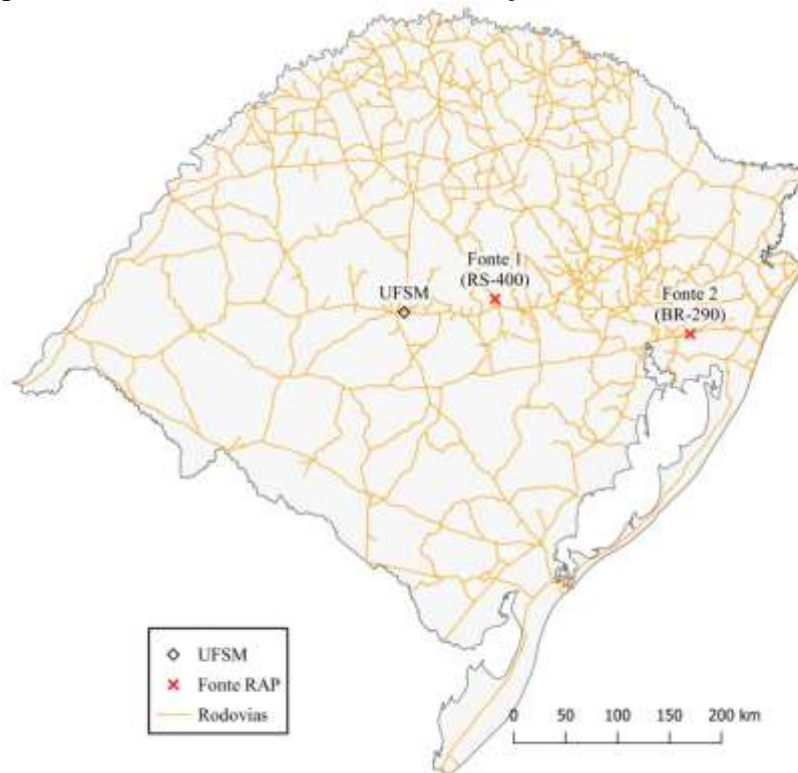 Fonte 1
(RS-400)
UFSM
Fonte 2
(BR-290)
UFSM
Fonte RAP
Rodovias
0 50 100 150 200 km